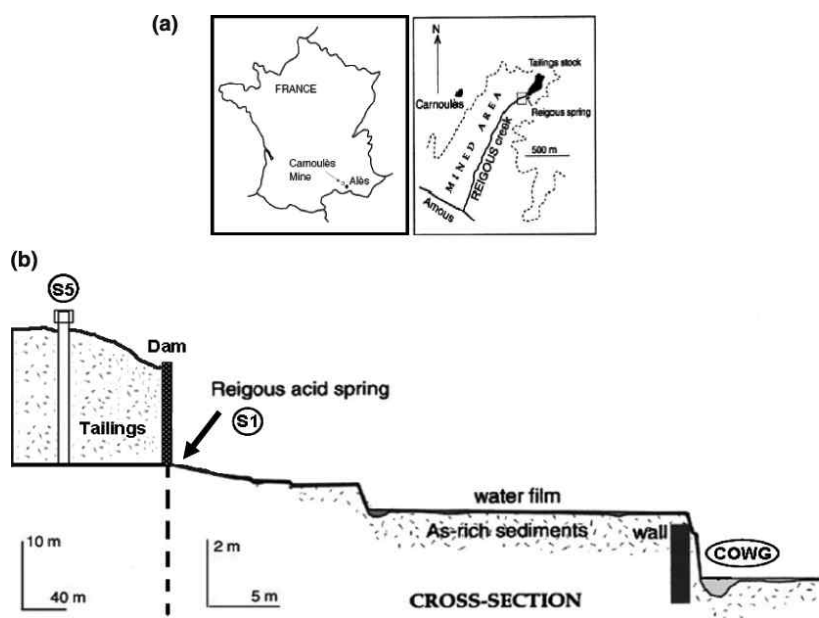 (a)
FRANCE
Carnoulès
Mine
Alès
N
Tailings stock
Carnoulès
Reigous spring
MINED AREA
REIGOUS creek
500 m
Amous
(b)
S5
Dam
Reigous acid spring
S1
Tailings
water film
As-rich sediments
wall
COWG
10 m
40 m
2 m
5 m
CROSS-SECTION